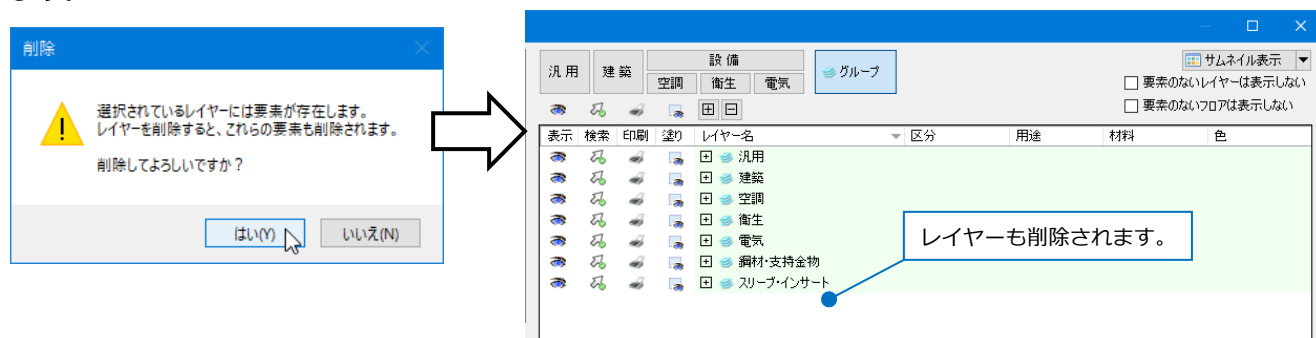 削除
選択されているレイヤーには要素が存在します。
レイヤーを削除すると、これらの要素も削除されます。
削除してよろしいですか？
はい(Y)
いいえ(N)
汎用
建築
設備
空調
衛生
電気
グループ
サムネイル表示
要素のないレイヤーは表示しない
要素のないフロアは表示しない
表示 検索 印刷 塗り レイヤー名 区分 用途 材料 色
汎用
建築
空調
衛生
電気
鋼材・支持金物
スリーブ・インサート
レイヤーも削除されます。